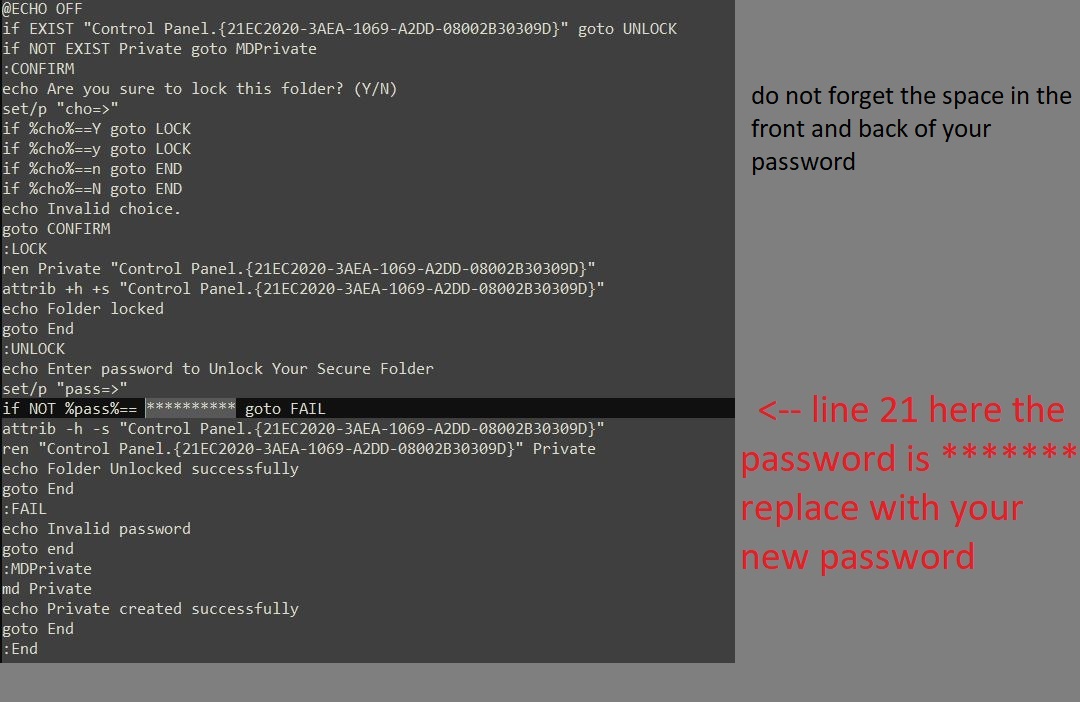 @ECHO OFF
if EXIST "Control Panel.{21EC2020-3AEA-1069-A2DD-08002B30309D}" goto UNLOCK
if NOT EXIST Private goto MDPrivate
:CONFIRM
echo Are you sure to lock this folder? (Y/N)
set/p "cho=>"
if %cho%==Y goto LOCK
if %cho%==y goto LOCK
if %cho%==n goto END
if %cho%==N goto END
echo Invalid choice.
goto CONFIRM
:LOCK
ren Private "Control Panel.{21EC2020-3AEA-1069-A2DD-08002B30309D}"
attrib +h +s "Control Panel.{21EC2020-3AEA-1069-A2DD-08002B30309D}"
echo Folder locked
goto End
:UNLOCK
echo Enter password to Unlock Your Secure Folder
set/p "pass=>"
if NOT %pass%== ********** goto FAIL
attrib -h -s "Control Panel.{21EC2020-3AEA-1069-A2DD-08002B30309D}"
ren "Control Panel.{21EC2020-3AEA-1069-A2DD-08002B30309D}" Private
echo Folder Unlocked successfully
goto End
:FAIL
echo Invalid password
goto end
:MDPrivate
md Private
echo Private created successfully
goto End
:End
do not forget the space in the
front and back of your
password
<-- line 21 here the
password is *******
replace with your
new password